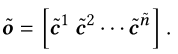 õ = [c̃¹ c̃² ⋯ c̃ⁿ̃] .